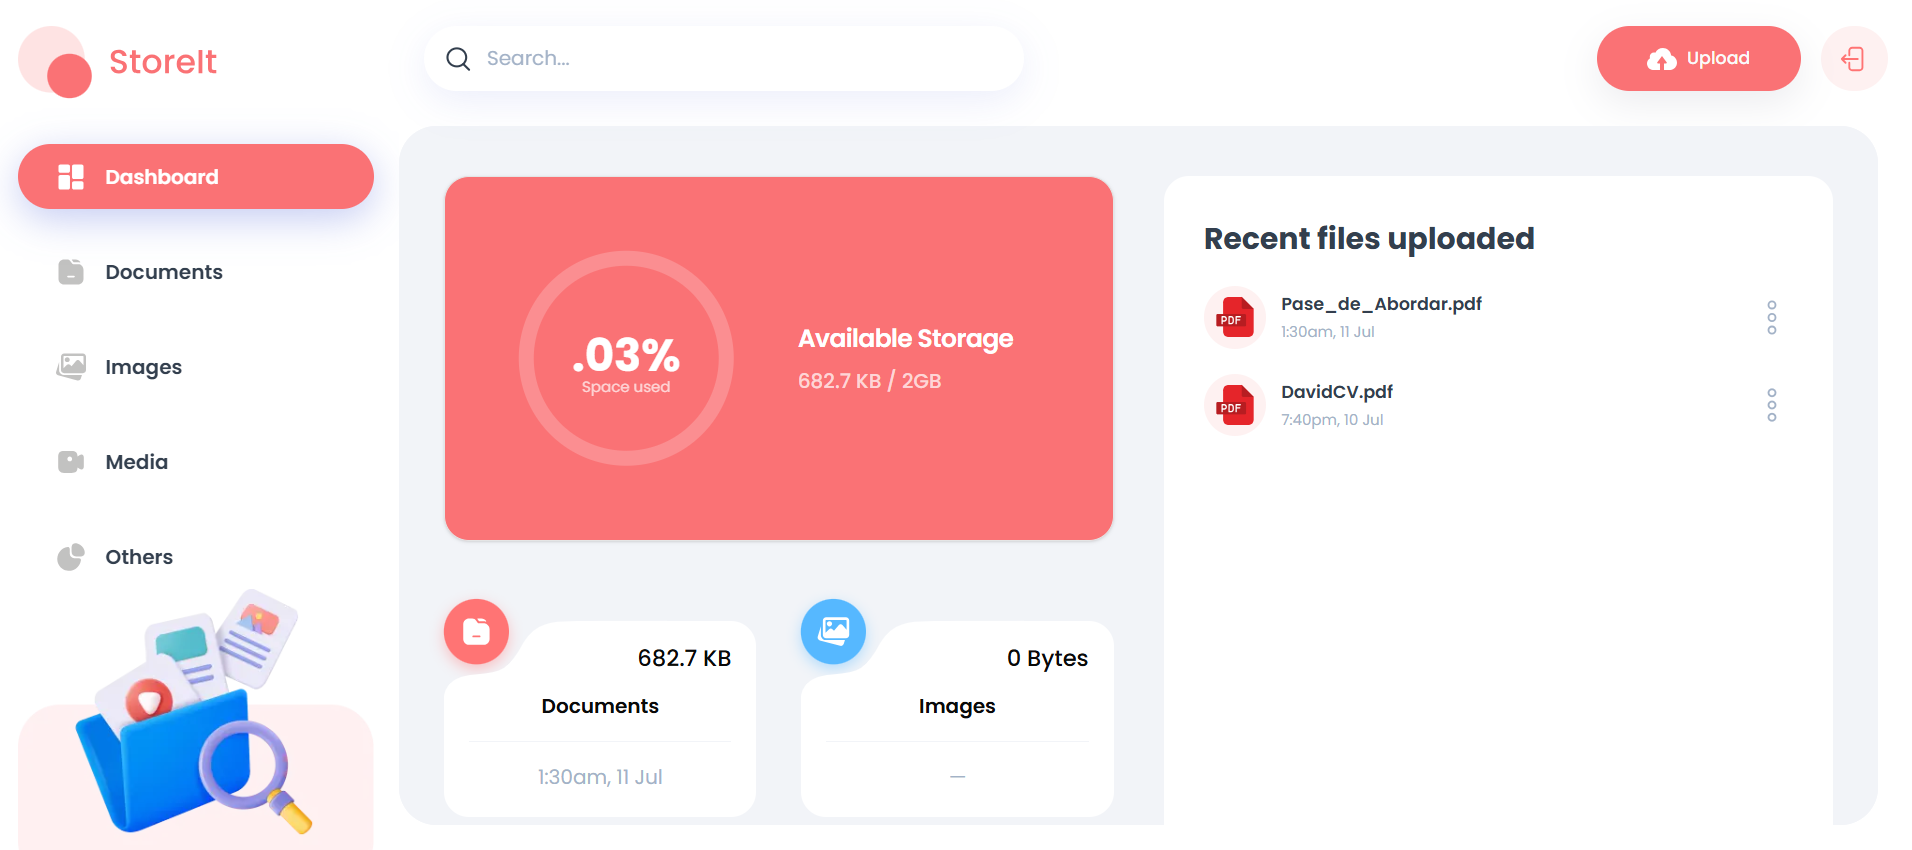 StoreIt
Search...
Upload
Dashboard
Documents
Images
Media
Others
.03%
Space used
Available Storage
682.7 KB / 2GB
682.7 KB
Documents
1:30am, 11 Jul
0 Bytes
Images
—
Recent files uploaded
PDF
Pase_de_Abordar.pdf
1:30am, 11 Jul
PDF
DavidCV.pdf
7:40pm, 10 Jul